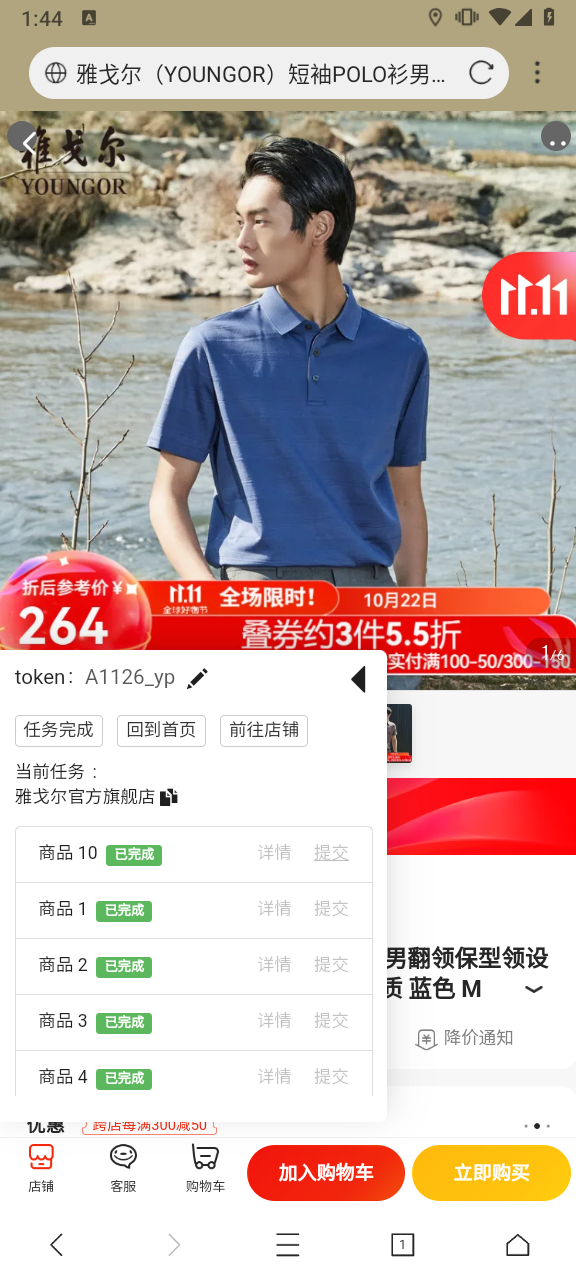 1:44
A
雅戈尔（YOUNGOR）短袖POLO衫男...
雅戈尔
YOUNGOR
11.11
折后参考价¥
264
11.11
全球好物节
全场限时!
10月22日
叠券约3件5.5折
实付满100-50/300-150
1/6
token: A1126_yp
任务完成 回到首页 前往店铺
当前任务 :
雅戈尔官方旗舰店
商品 10 已完成 详情 提交
商品 1 已完成 详情 提交
商品 2 已完成 详情 提交
商品 3 已完成 详情 提交
商品 4 已完成 详情 提交
男翻领保型领设
质 蓝色 M
降价通知
优惠 跨店每满300减50
店铺 客服 购物车 加入购物车 立即购买
1